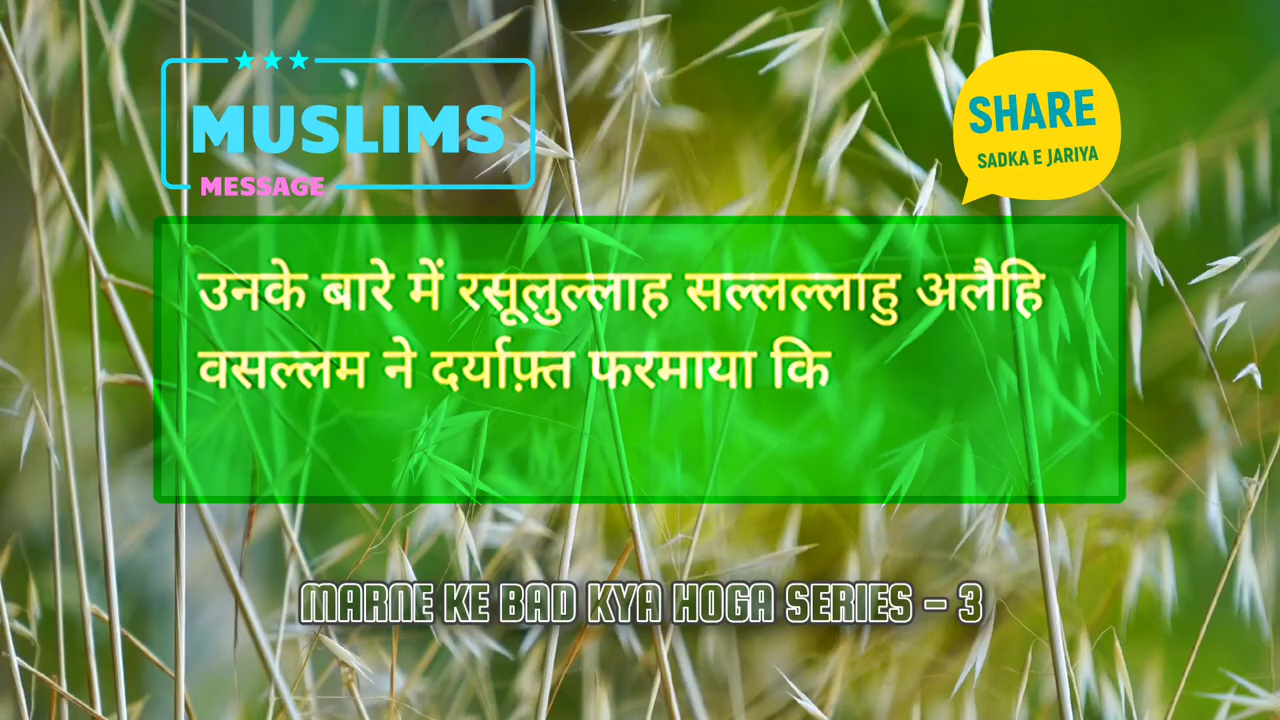 MUSLIMS
MESSAGE
SHARE
SADKA E JARIYA
उनके बारे में रसूलुल्लाह सल्लल्लाहु अलैहि
वसल्लम ने दर्याफ़्त फरमाया कि
MARNE KE BAD KYA HOGA SERIES - 3